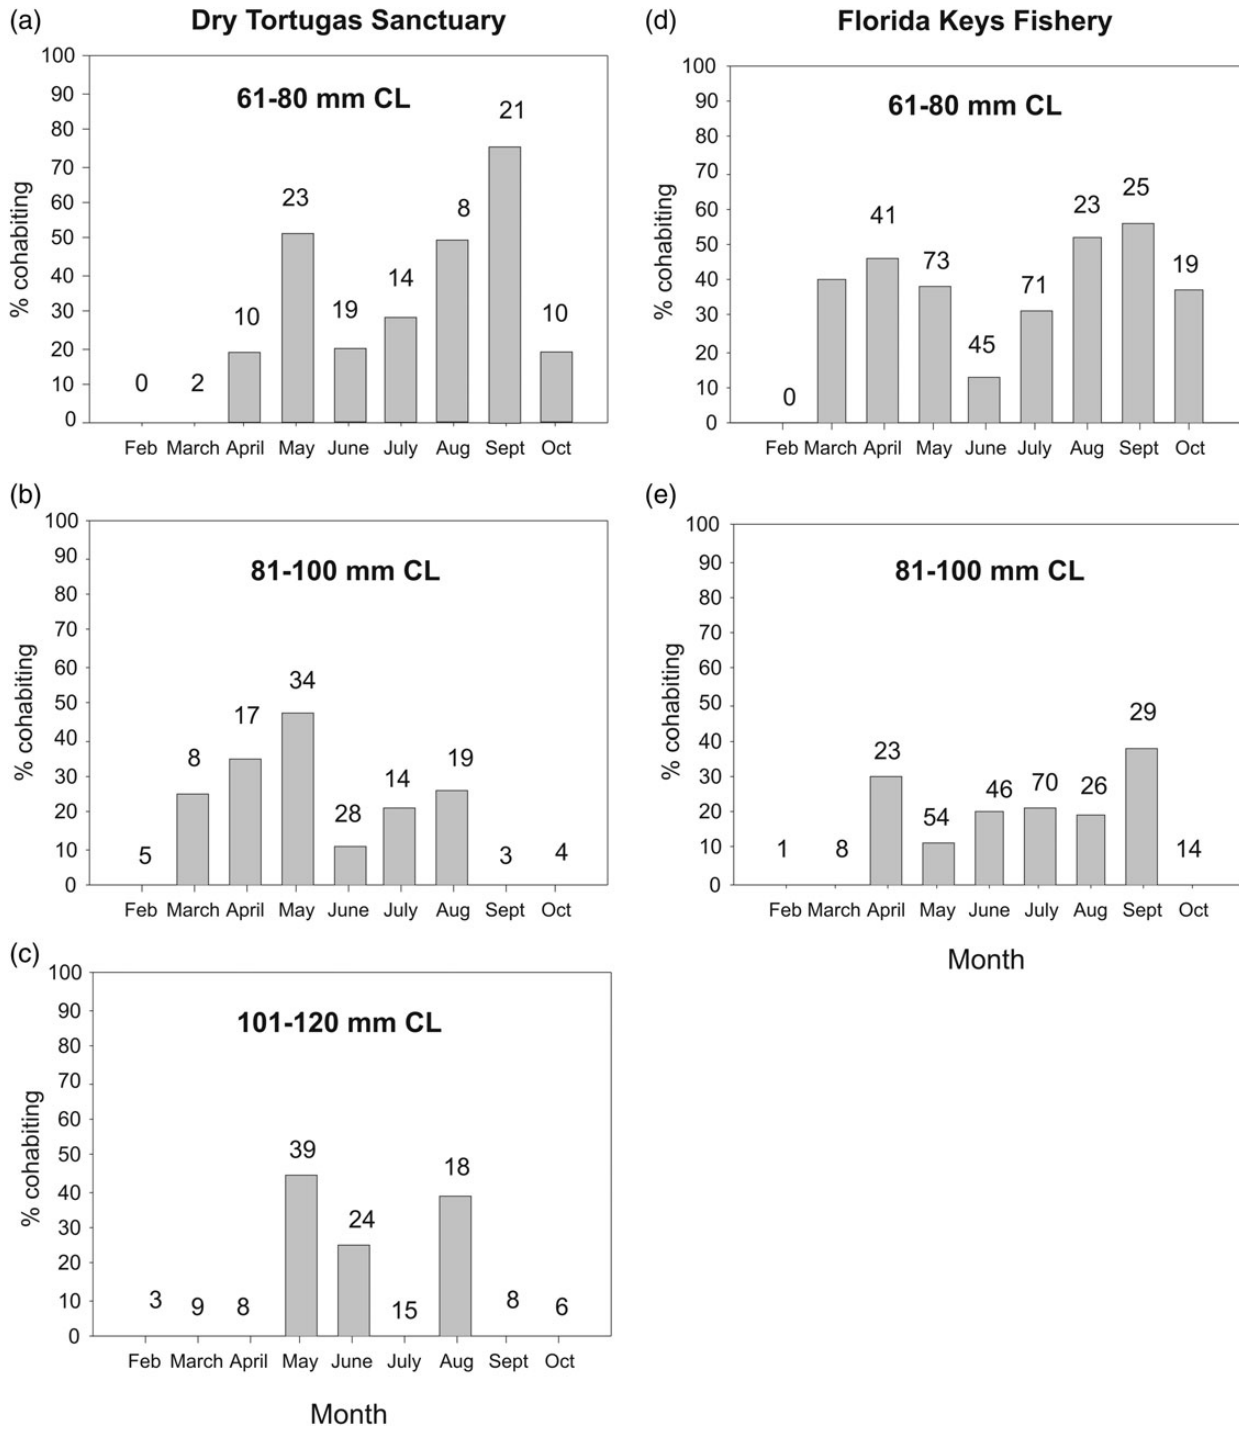 (a) Dry Tortugas Sanctuary
61-80 mm CL
% cohabiting
100
90
80
70
60
50
40
30
20
10
0
0 2 10 23 19 14 8 21 10
Feb March April May June July Aug Sept Oct
(b)
81-100 mm CL
% cohabiting
100
90
80
70
60
50
40
30
20
10
0
5 8 17 34 28 14 19 3 4
Feb March April May June July Aug Sept Oct
(c)
101-120 mm CL
% cohabiting
100
90
80
70
60
50
40
30
20
10
0
3 9 8 39 24 15 18 8 6
Feb March April May June July Aug Sept Oct
Month
(d) Florida Keys Fishery
61-80 mm CL
% cohabiting
100
90
80
70
60
50
40
30
20
10
0
0 41 73 45 71 23 25 19
Feb March April May June July Aug Sept Oct
(e)
81-100 mm CL
% cohabiting
100
90
80
70
60
50
40
30
20
10
0
1 8 23 54 46 70 26 29 14
Feb March April May June July Aug Sept Oct
Month